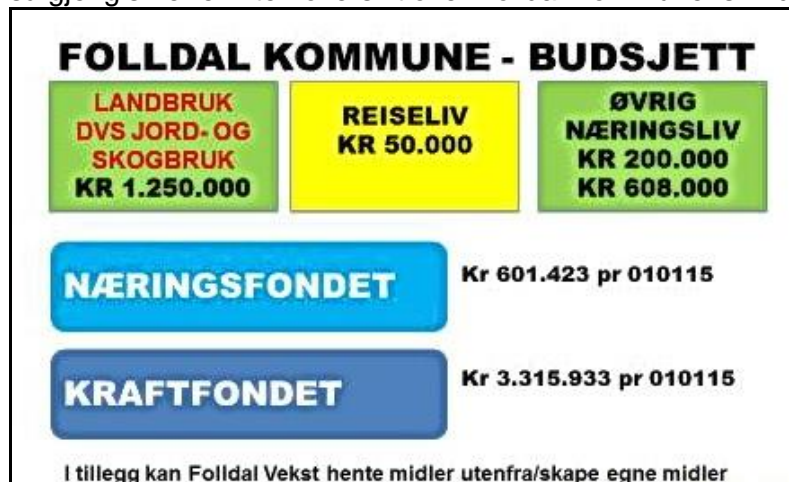 FOLLDAL KOMMUNE - BUDSJETT
LANDBRUK
DVS JORD- OG
SKOGBRUK
KR 1.250.000
REISELIV
KR 50.000
ØVRIG
NÆRINGSLIV
KR 200.000
KR 608.000
NÆRINGSFONDET
Kr 601.423 pr 010115
KRAFTFONDET
Kr 3.315.933 pr 010115
I tillegg kan Folldal Vekst hente midler utenfra/skape egne midler